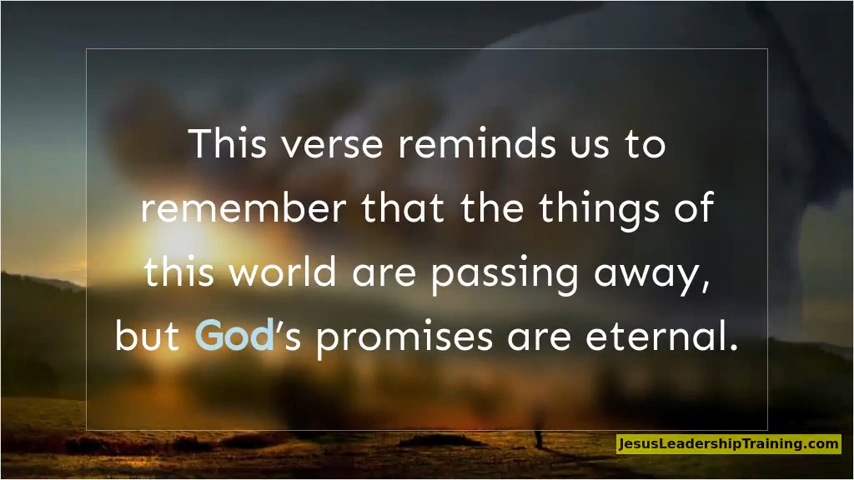 This verse reminds us to
remember that the things of
this world are passing away,
but God’s promises are eternal.
JesusLeadershipTraining.com